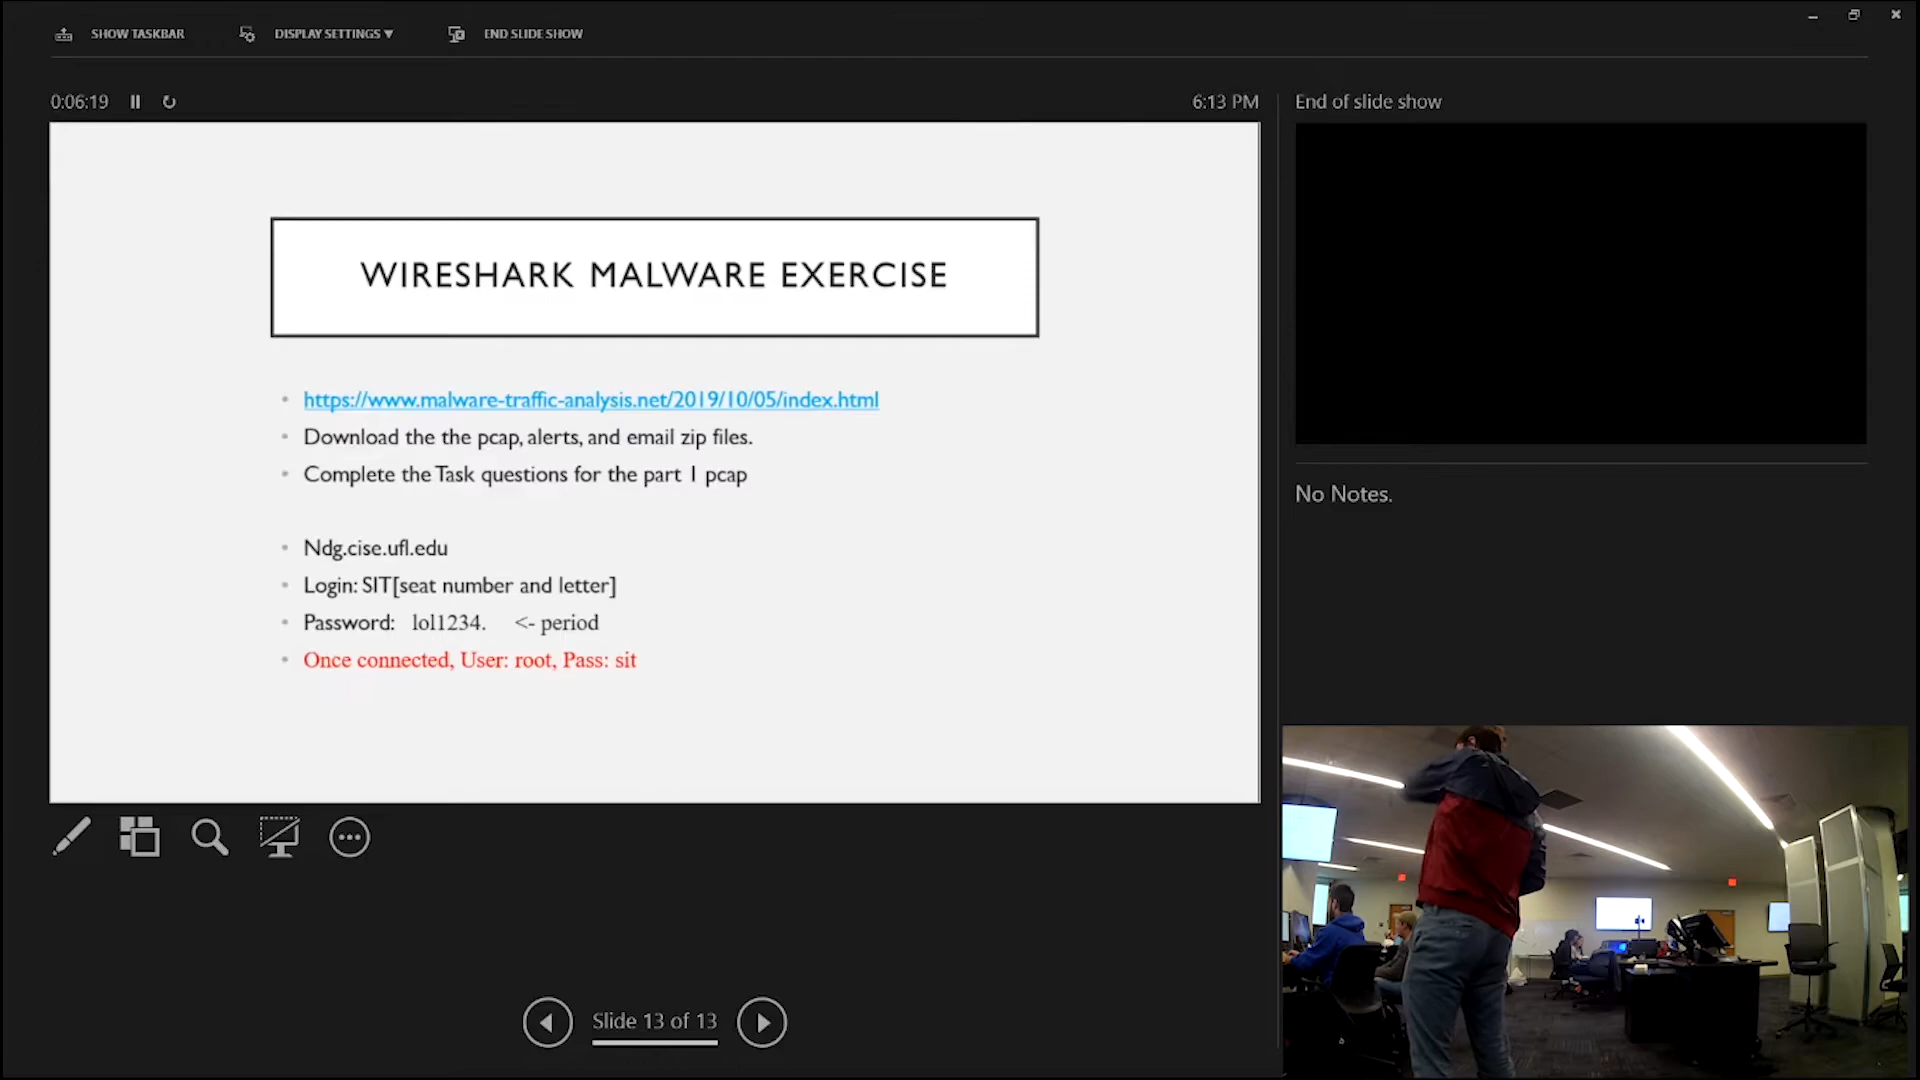 SHOW TASKBAR
DISPLAY SETTINGS ▼
END SLIDE SHOW
0:06:19
6:13 PM
End of slide show
WIRESHARK MALWARE EXERCISE
• https://www.malware-traffic-analysis.net/2019/10/05/index.html
• Download the the pcap, alerts, and email zip files.
• Complete the Task questions for the part 1 pcap
• Ndg.cise.ufl.edu
• Login: SIT[seat number and letter]
• Password: lol1234. <- period
• Once connected, User: root, Pass: sit
No Notes.
Slide 13 of 13